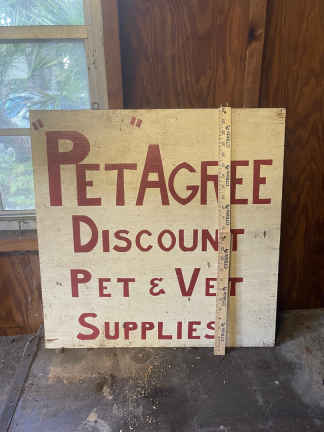 "PETAGREE"
DISCOUNT
PET & VET
SUPPLIES